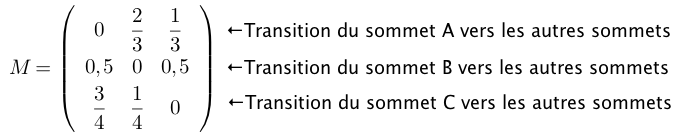 M = ( 0 2/3 1/3 ) ←Transition du sommet A vers les autres sommets
( 0,5 0 0,5 ) ←Transition du sommet B vers les autres sommets
( 3/4 1/4 0 ) ←Transition du sommet C vers les autres sommets